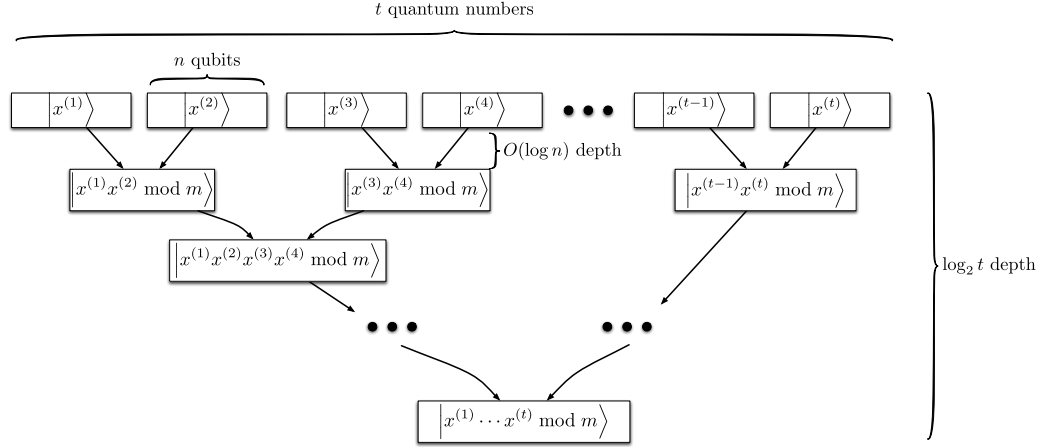 t quantum numbers
n qubits
|x^(1)⟩ |x^(2)⟩ |x^(3)⟩ |x^(4)⟩ ••• |x^(t−1)⟩ |x^(t)⟩
O(log n) depth
|x^(1)x^(2) mod m⟩ |x^(3)x^(4) mod m⟩ |x^(t−1)x^(t) mod m⟩
|x^(1)x^(2)x^(3)x^(4) mod m⟩
log₂ t depth
••• •••
|x^(1) ⋯ x^(t) mod m⟩